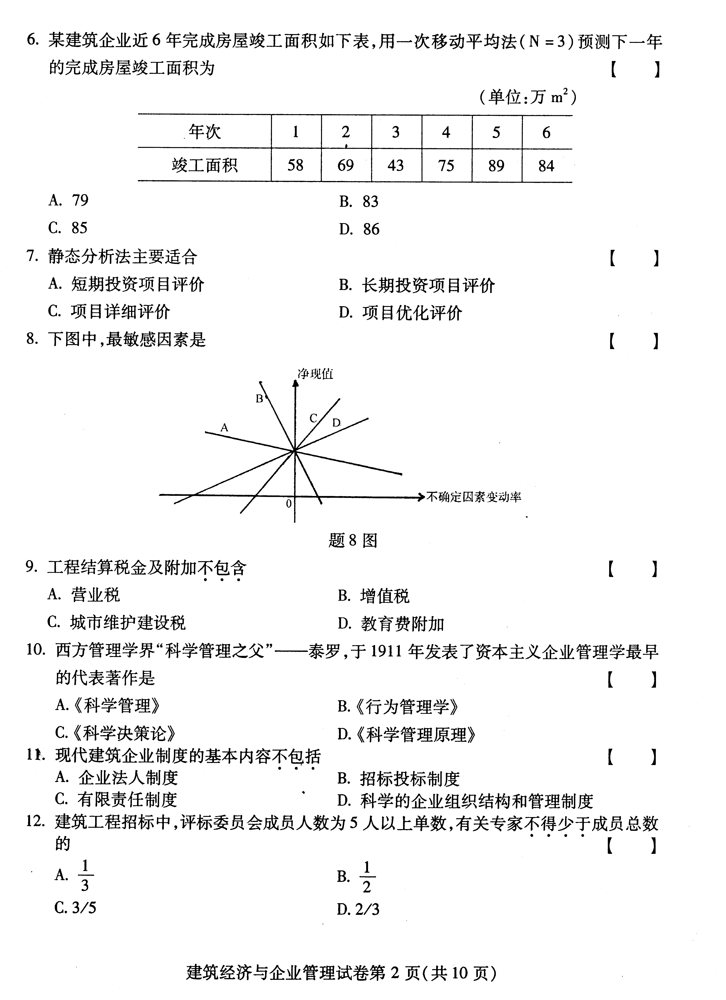 6. 某建筑企业近6年完成房屋竣工面积如下表,用一次移动平均法(N=3)预测下一年
的完成房屋竣工面积为 【 】
(单位:万 m²)
年次 1 2 3 4 5 6
竣工面积 58 69 43 75 89 84
A. 79 B. 83
C. 85 D. 86
7. 静态分析法主要适合 【 】
A. 短期投资项目评价 B. 长期投资项目评价
C. 项目详细评价 D. 项目优化评价
8. 下图中,最敏感因素是 【 】
净现值
B
C
D
A
不确定因素变动率
0
题8图
9. 工程结算税金及附加不包含 【 】
A. 营业税 B. 增值税
C. 城市维护建设税 D. 教育费附加
10. 西方管理学界“科学管理之父”——泰罗,于1911年发表了资本主义企业管理学最早
的代表著作是 【 】
A.《科学管理》 B.《行为管理学》
C.《科学决策论》 D.《科学管理原理》
11. 现代建筑企业制度的基本内容不包括 【 】
A. 企业法人制度 B. 招标投标制度
C. 有限责任制度 D. 科学的企业组织结构和管理制度
12. 建筑工程招标中,评标委员会成员人数为5人以上单数,有关专家不得少于成员总数
的 【 】
A. 1/3 B. 1/2
C. 3/5 D. 2/3
建筑经济与企业管理试卷第2页(共10页)